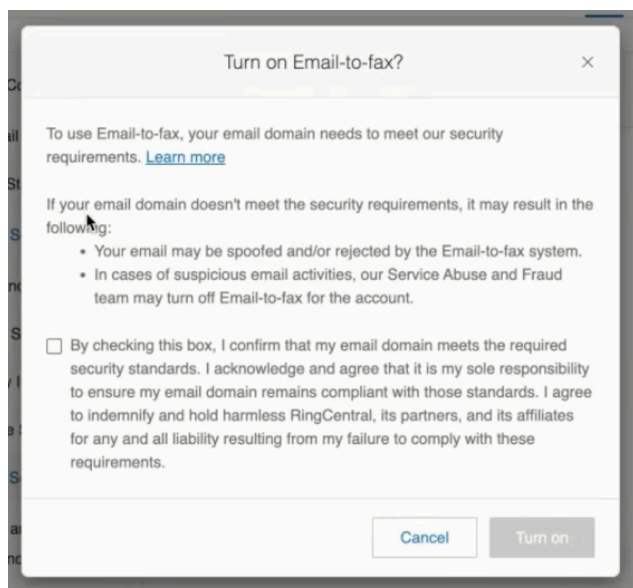 Turn on Email-to-fax?
To use Email-to-fax, your email domain needs to meet our security
requirements. Learn more
If your email domain doesn't meet the security requirements, it may result in the
following:
• Your email may be spoofed and/or rejected by the Email-to-fax system.
• In cases of suspicious email activities, our Service Abuse and Fraud
team may turn off Email-to-fax for the account.
By checking this box, I confirm that my email domain meets the required
security standards. I acknowledge and agree that it is my sole responsibility
to ensure my email domain remains compliant with those standards. I agree
to indemnify and hold harmless RingCentral, its partners, and its affiliates
for any and all liability resulting from my failure to comply with these
requirements.
Cancel Turn on